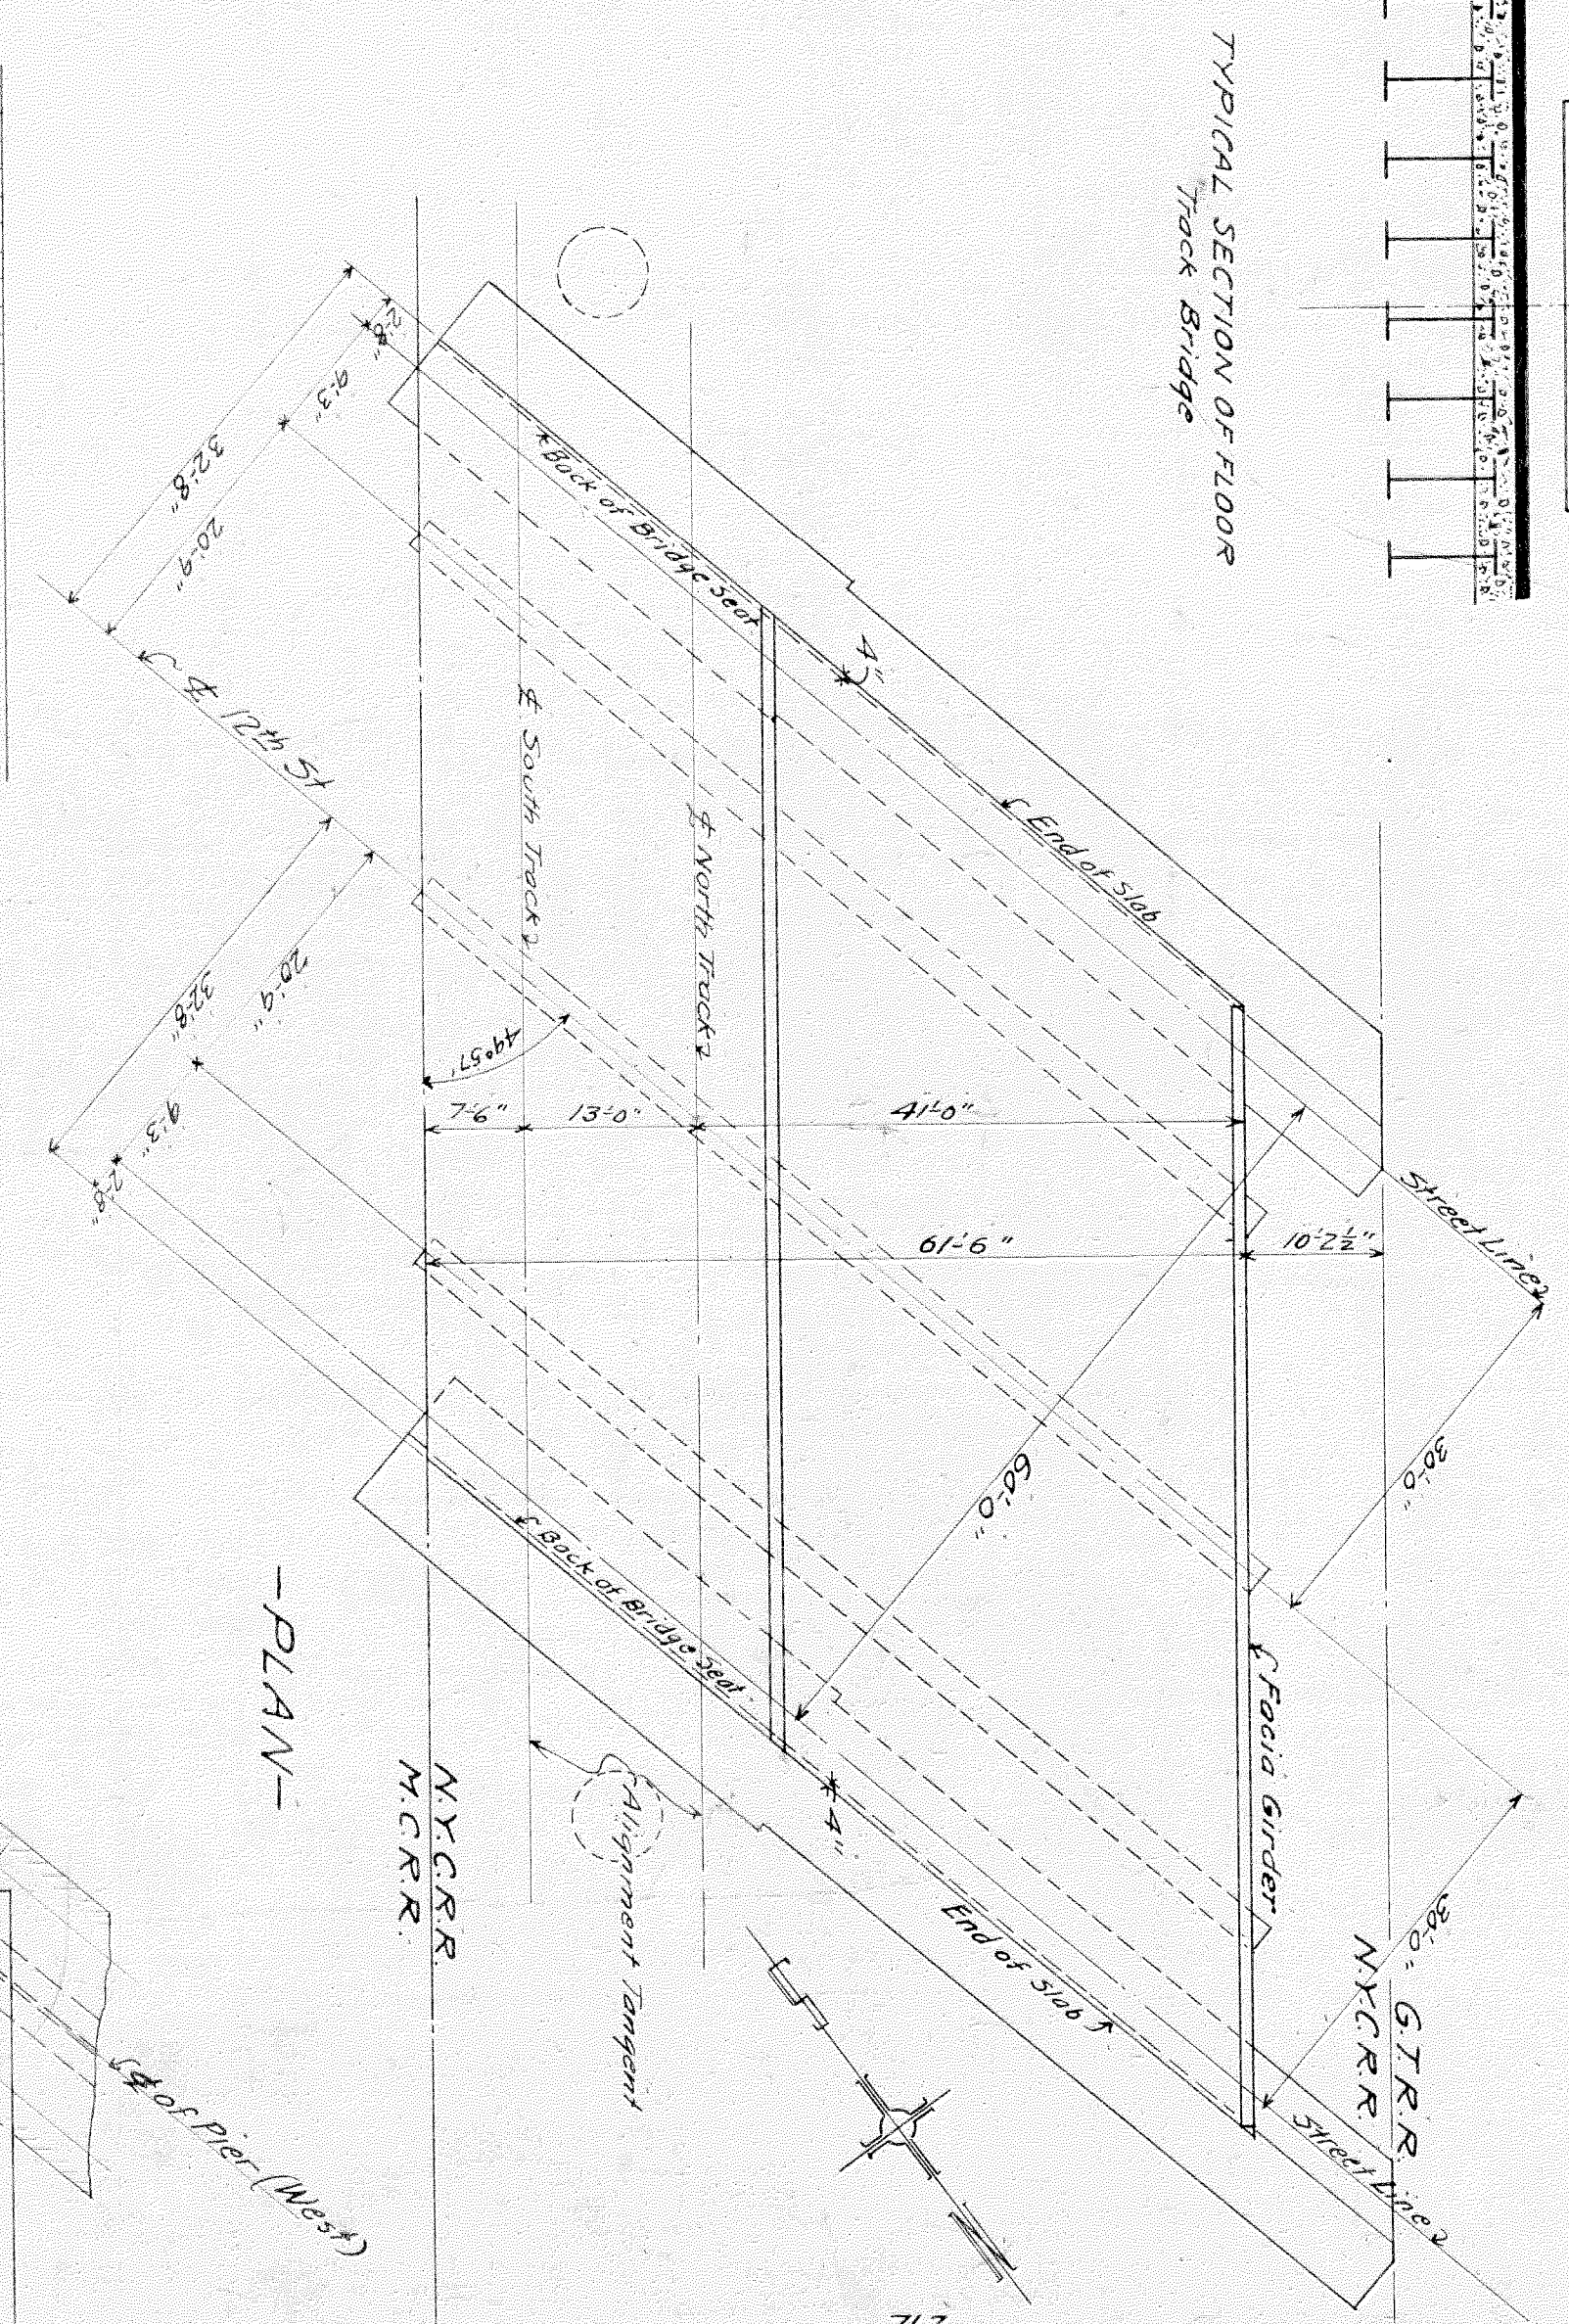 TYPICAL SECTION OF FLOOR
Track Bridge
2'-8"
9'-3"
32'-8"
20'-9"
Back of Bridge Seat
4"
End of Slab
℄ 12th St
℄ South Track
℄ North Track
49°57'
7'-6"
13'-0"
41'-0"
61'-6"
10'-2½"
Street Line
30'-0"
60'-0"
20'-9"
32'-8"
9'-3"
2'-8"
Back of Bridge Seat
4"
End of Slab
Facia Girder
30'-0"
G.T.R.R.
N.Y.C.R.R.
Street Line
Alignment Tangent
N.Y.C.R.R.
M.C.R.R.
-PLAN-
N
℄ of Pier (West)